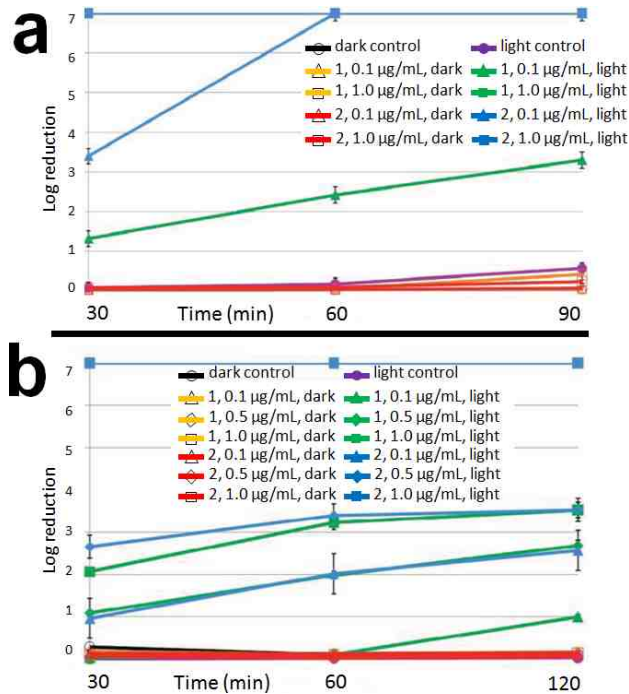 a
7
6
5
4
3
2
1
0
Log reduction
dark control light control
1, 0.1 µg/mL, dark 1, 0.1 µg/mL, light
1, 1.0 µg/mL, dark 1, 1.0 µg/mL, light
2, 0.1 µg/mL, dark 2, 0.1 µg/mL, light
2, 1.0 µg/mL, dark 2, 1.0 µg/mL, light
30 Time (min) 60 90
b
7
6
5
4
3
2
1
0
Log reduction
dark control light control
1, 0.1 µg/mL, dark 1, 0.1 µg/mL, light
1, 0.5 µg/mL, dark 1, 0.5 µg/mL, light
1, 1.0 µg/mL, dark 1, 1.0 µg/mL, light
2, 0.1 µg/mL, dark 2, 0.1 µg/mL, light
2, 0.5 µg/mL, dark 2, 0.5 µg/mL, light
2, 1.0 µg/mL, dark 2, 1.0 µg/mL, light
30 Time (min) 60 120